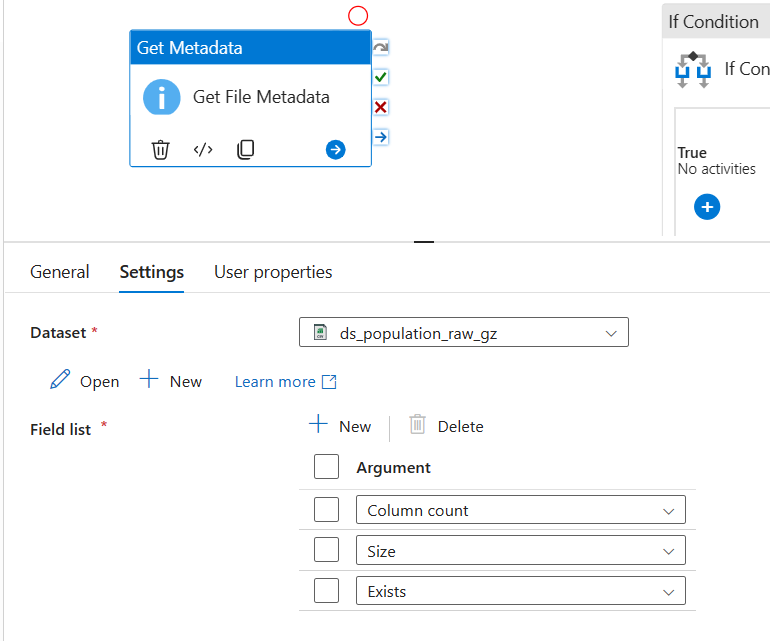 Get Metadata
Get File Metadata
If Condition
If Con
True
No activities
General
Settings
User properties
Dataset *
ds_population_raw_gz
Open
New
Learn more
Field list *
New
Delete
Argument
Column count
Size
Exists